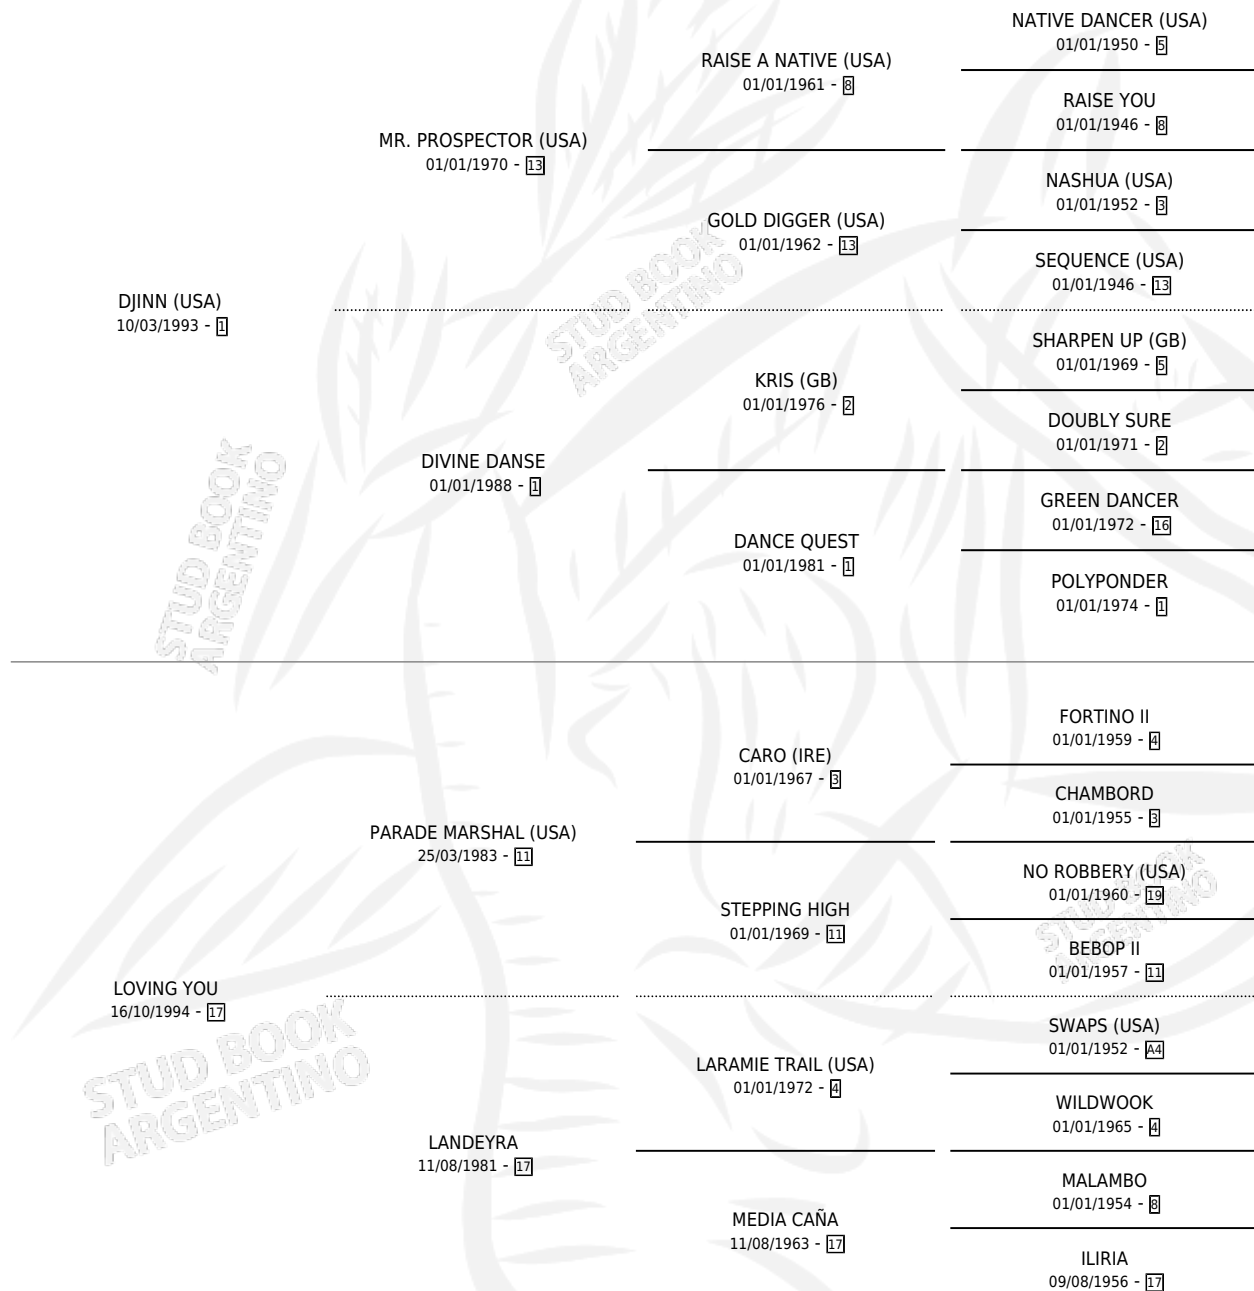 NATIVE DANCER (USA)
01/01/1950 - 5
RAISE A NATIVE (USA)
01/01/1961 - 8
RAISE YOU
01/01/1946 - 8
MR. PROSPECTOR (USA)
01/01/1970 - 13
NASHUA (USA)
01/01/1952 - 3
GOLD DIGGER (USA)
01/01/1962 - 13
SEQUENCE (USA)
01/01/1946 - 13
DJINN (USA)
10/03/1993 - 1
SHARPEN UP (GB)
01/01/1969 - 5
KRIS (GB)
01/01/1976 - 2
DOUBLY SURE
01/01/1971 - 2
DIVINE DANSE
01/01/1988 - 1
GREEN DANCER
01/01/1972 - 16
DANCE QUEST
01/01/1981 - 1
POLYPONDER
01/01/1974 - 1
FORTINO II
01/01/1959 - 4
CARO (IRE)
01/01/1967 - 3
CHAMBORD
01/01/1955 - 3
PARADE MARSHAL (USA)
25/03/1983 - 11
NO ROBBERY (USA)
01/01/1960 - 19
STEPPING HIGH
01/01/1969 - 11
BEBOP II
01/01/1957 - 11
LOVING YOU
16/10/1994 - 17
SWAPS (USA)
01/01/1952 - A4
LARAMIE TRAIL (USA)
01/01/1972 - 4
WILDWOOK
01/01/1965 - 4
LANDEYRA
11/08/1981 - 17
MALAMBO
01/01/1954 - 8
MEDIA CAÑA
11/08/1963 - 17
ILIRIA
09/08/1956 - 17
STUD BOOK
ARGENTINO
STUD BOOK
ARGENTINO
STUD BOOK
ARGENTINO
STUD BOOK
ARGENTINO